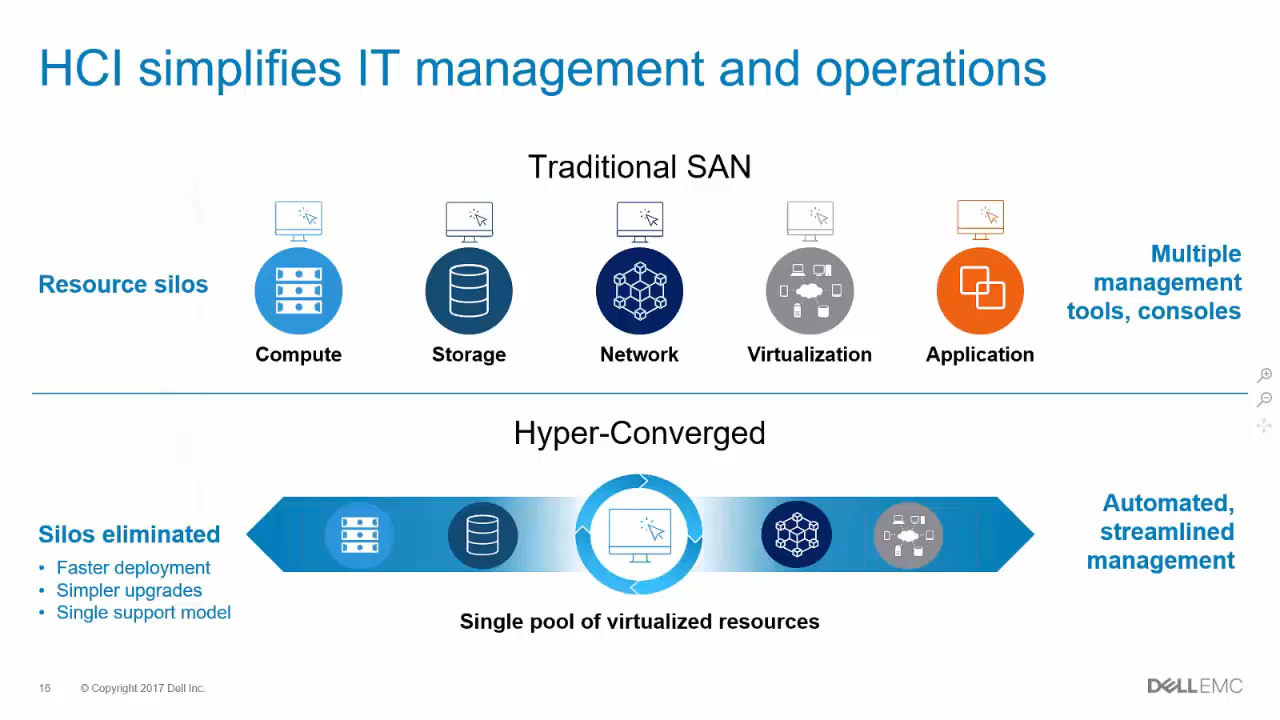 HCI simplifies IT management and operations
Traditional SAN
Resource silos
Compute
Storage
Network
Virtualization
Application
Multiple
management
tools, consoles
Hyper-Converged
Silos eliminated
• Faster deployment
• Simpler upgrades
• Single support model
Single pool of virtualized resources
Automated,
streamlined
management
16
© Copyright 2017 Dell Inc.
DELLEMC